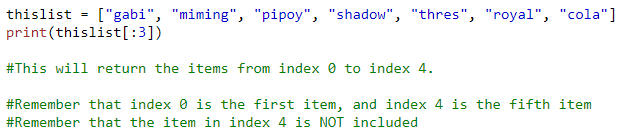 thislist = ["gabi", "miming", "pipoy", "shadow", "thres", "royal", "cola"]
print(thislist[:3])
#This will return the items from index 0 to index 4.
#Remember that index 0 is the first item, and index 4 is the fifth item
#Remember that the item in index 4 is NOT included